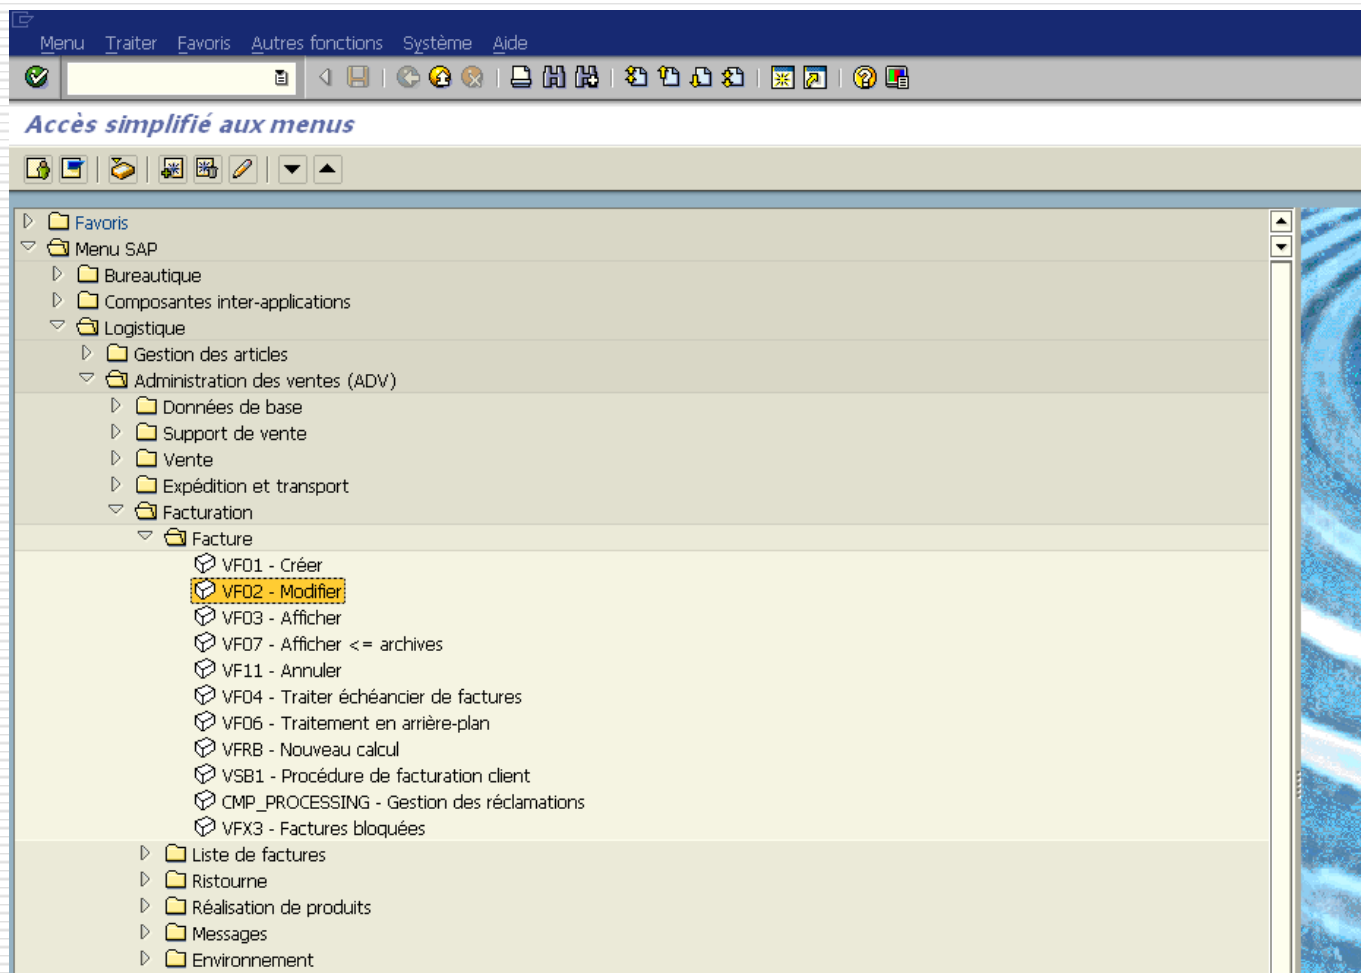 Menu Traiter Favoris Autres fonctions Système Aide
Accès simplifié aux menus
Favoris
Menu SAP
Bureautique
Composantes inter-applications
Logistique
Gestion des articles
Administration des ventes (ADV)
Données de base
Support de vente
Vente
Expédition et transport
Facturation
Facture
VF01 - Créer
VF02 - Modifier
VF03 - Afficher
VF07 - Afficher <= archives
VF11 - Annuler
VF04 - Traiter échéancier de factures
VF06 - Traitement en arrière-plan
VFRB - Nouveau calcul
VSB1 - Procédure de facturation client
CMP_PROCESSING - Gestion des réclamations
VFX3 - Factures bloquées
Liste de factures
Ristourne
Réalisation de produits
Messages
Environnement